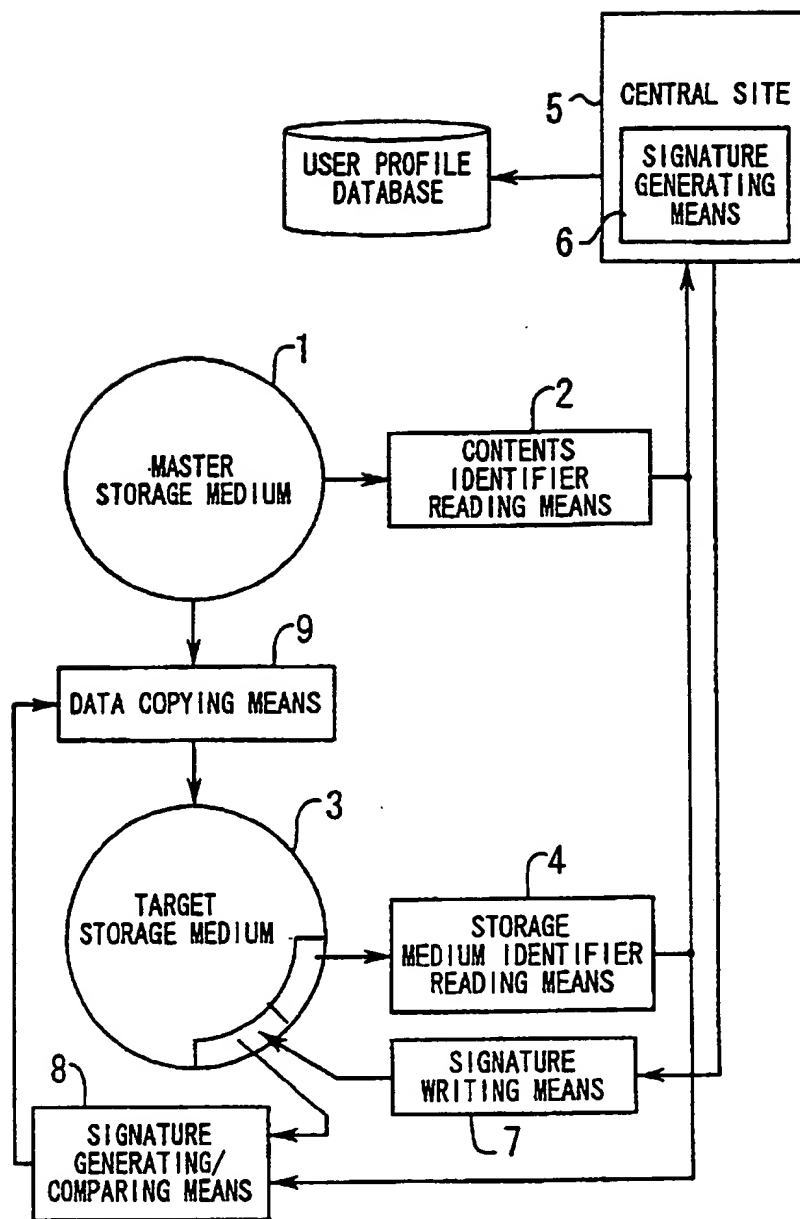 5
CENTRAL SITE
USER PROFILE
DATABASE
SIGNATURE
GENERATING
MEANS
6
1
2
MASTER
STORAGE MEDIUM
CONTENTS
IDENTIFIER
READING MEANS
9
DATA COPYING MEANS
3
4
TARGET
STORAGE MEDIUM
STORAGE
MEDIUM IDENTIFIER
READING MEANS
8
SIGNATURE
WRITING MEANS
7
SIGNATURE
GENERATING/
COMPARING MEANS